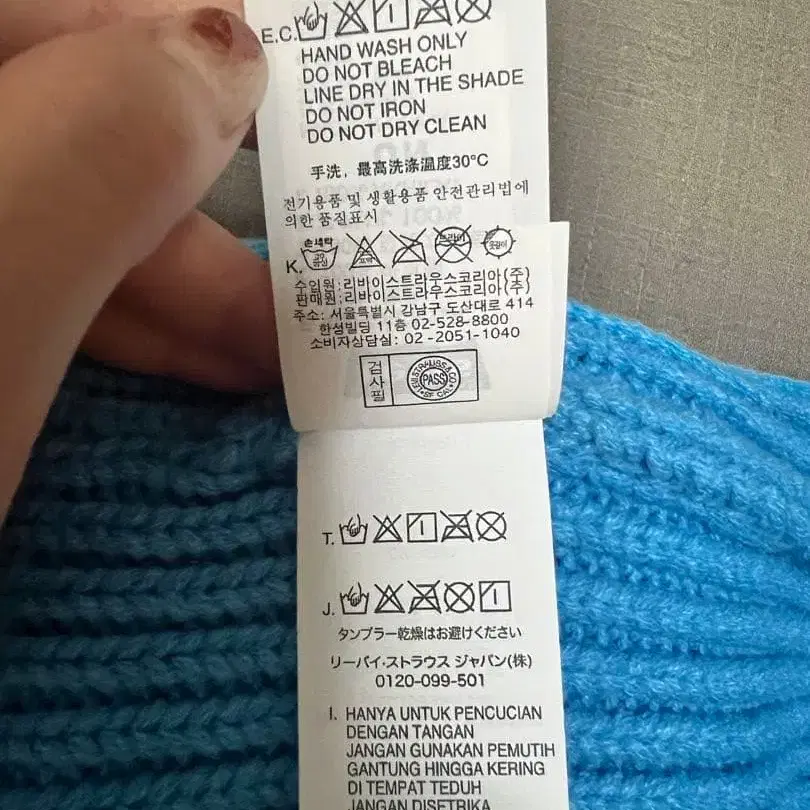 E.C.
HAND WASH ONLY
DO NOT BLEACH
LINE DRY IN THE SHADE
DO NOT IRON
DO NOT DRY CLEAN
手洗，最高洗涤温度30°C
전기용품 및 생활용품 안전관리법에
의한 품질표시
손세탁
K.
수입원:리바이스트라우스코리아(주)
판매원:리바이스트라우스코리아(주)
주소: 서울특별시 강남구 도산대로 414
한성빌딩 11층 02-528-8800
소비자상담실: 02-2051-1040
검사필
LEVI STRAUSS & CO.
PASS
SF CAL
T.
J.
タンブラー乾燥はお避けください
リーバイ・ストラウス ジャパン(株)
0120-099-501
I. HANYA UNTUK PENCUCIAN
DENGAN TANGAN
JANGAN GUNAKAN PEMUTIH
GANTUNG HINGGA KERING
DI TEMPAT TEDUH
JANGAN DISETRIKA